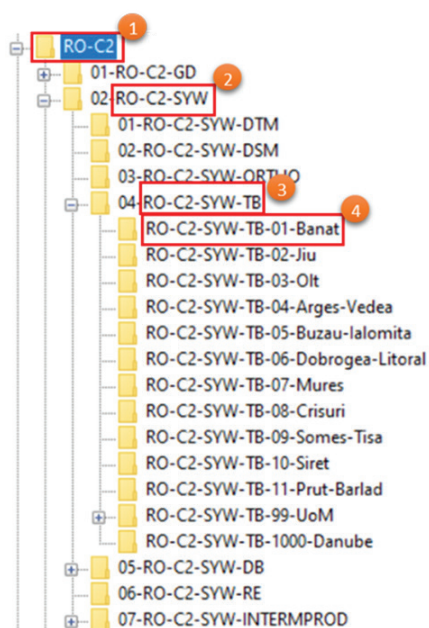 1
RO-C2
01-RO-C2-GD
2
02-RO-C2-SYW
01-RO-C2-SYW-DTM
02-RO-C2-SYW-DSM
03-RO-C2-SYW-ORTHO
3
04-RO-C2-SYW-TB
4
RO-C2-SYW-TB-01-Banat
RO-C2-SYW-TB-02-Jiu
RO-C2-SYW-TB-03-Olt
RO-C2-SYW-TB-04-Arges-Vedea
RO-C2-SYW-TB-05-Buzau-Ialomita
RO-C2-SYW-TB-06-Dobrogea-Litoral
RO-C2-SYW-TB-07-Mures
RO-C2-SYW-TB-08-Crisuri
RO-C2-SYW-TB-09-Somes-Tisa
RO-C2-SYW-TB-10-Siret
RO-C2-SYW-TB-11-Prut-Barlad
RO-C2-SYW-TB-99-UoM
RO-C2-SYW-TB-1000-Danube
05-RO-C2-SYW-DB
06-RO-C2-SYW-RE
07-RO-C2-SYW-INTERMPROD